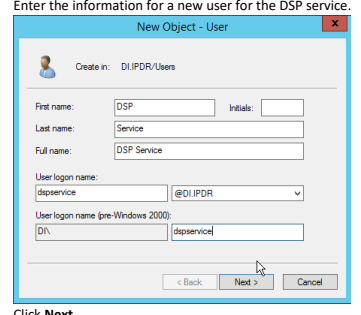 Enter the information for a new user for the DSP service.
New Object - User
x
Create in: DI.IPDR/Users
First name: DSP Initials:
Last name: Service
Full name: DSP Service
User logon name:
dspservice @DI.IPDR
User logon name (pre-Windows 2000):
DI\ dspservice
< Back Next > Cancel
Click Next.